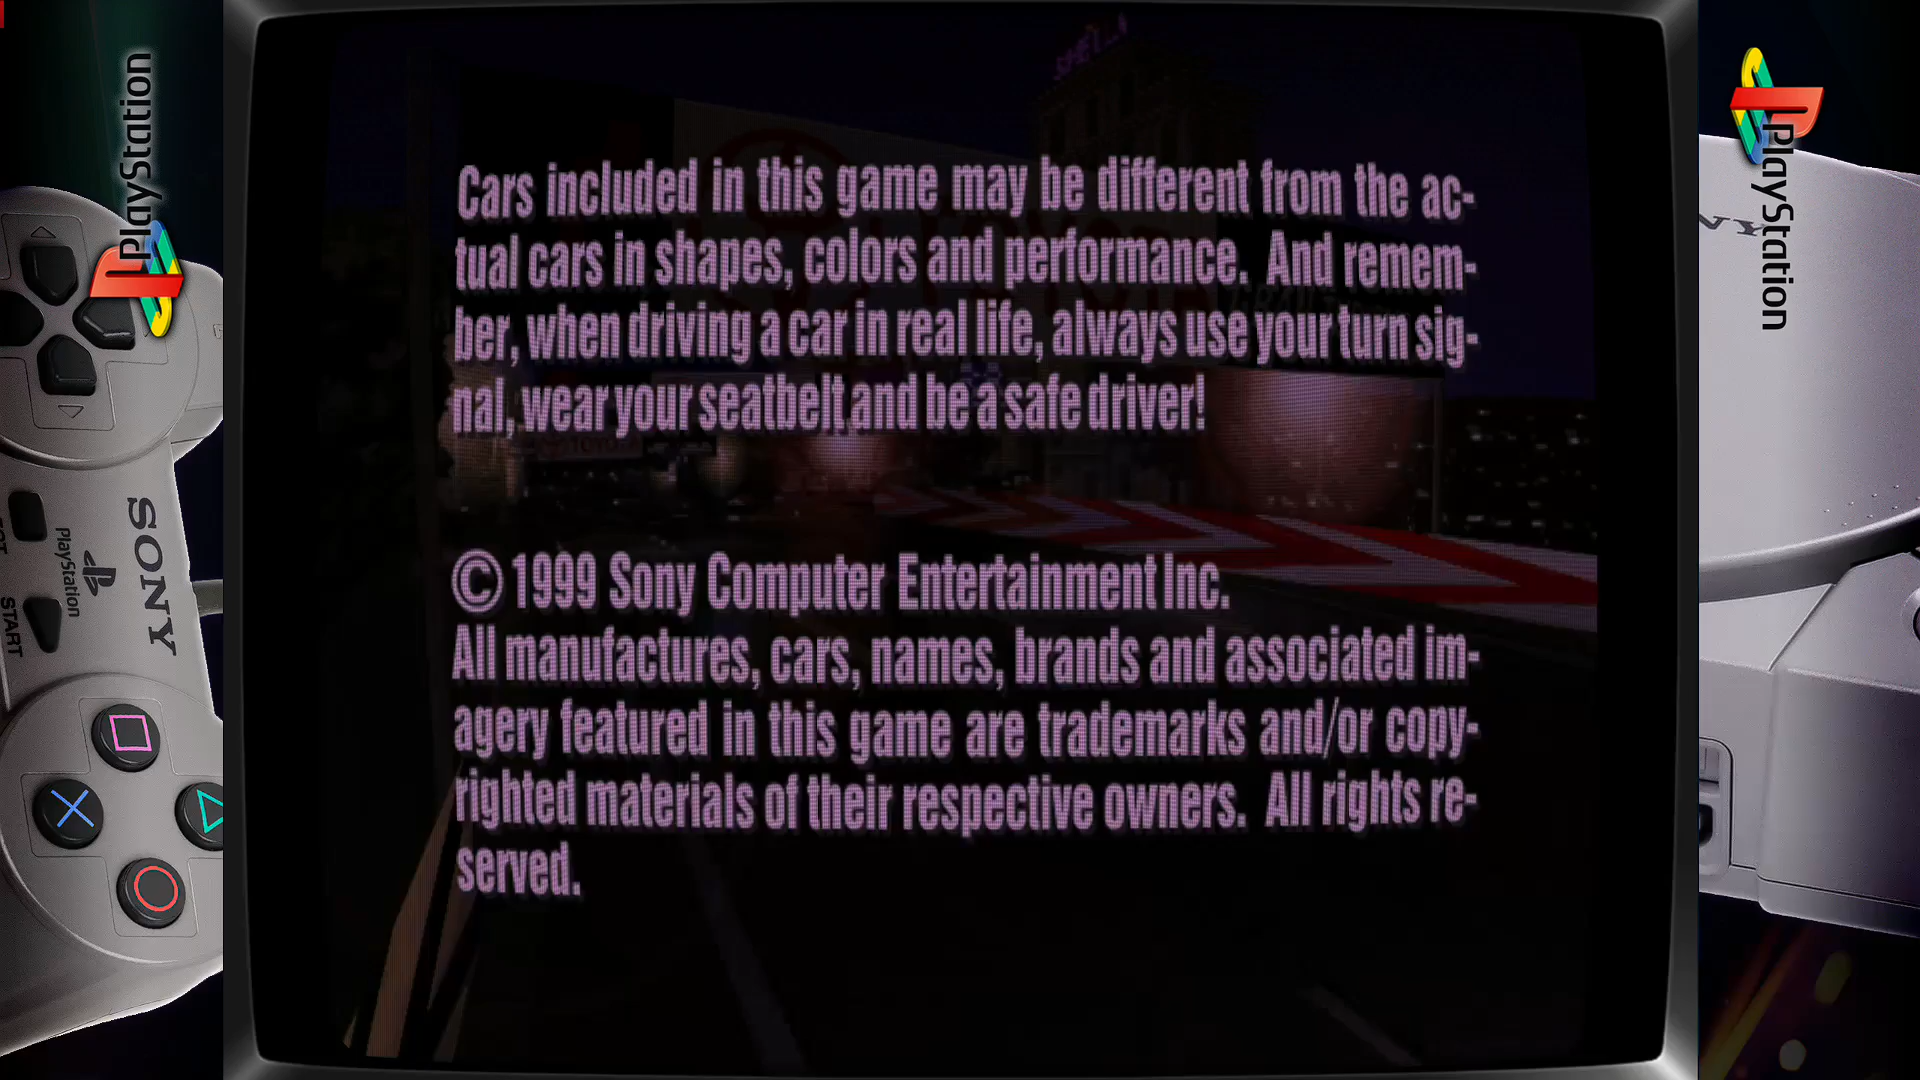 Cars included in this game may be different from the ac-
tual cars in shapes, colors and performance. And remem-
ber, when driving a car in real life, always use your turn sig-
nal, wear your seatbelt and be a safe driver!
© 1999 Sony Computer Entertainment Inc.
All manufactures, cars, names, brands and associated im-
agery featured in this game are trademarks and/or copy-
righted materials of their respective owners. All rights re-
served.
PlayStation
SONY
PlayStation
START
PlayStation